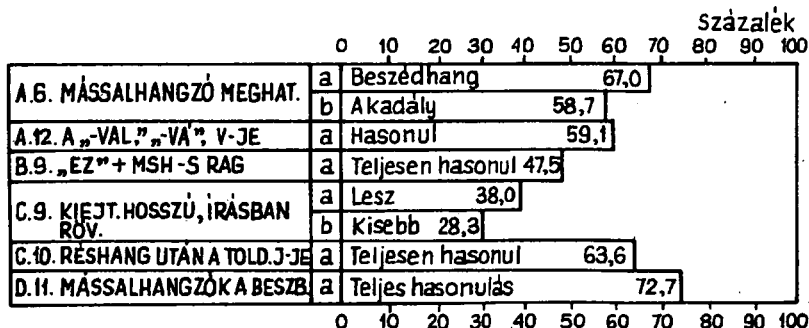 Százalék
0 10 20 30 40 50 60 70 80 90 100
A.6. MÁSSALHANGZÓ MEGHAT. a Beszédhang 67,0
b Akadály 58,7
A.12. A „-VAL,” „-VÁ”, V-JE a Hasonul 59,1
B.9. „EZ” + MSH-S RAG a Teljesen hasonul 47,5
C.9. KIEJT. HOSSZÚ, ÍRÁSBAN RÖV. a Lesz 38,0
b Kisebb 28,3
C.10. RÉSHANG UTÁN A TOLD. J-JE a Teljesen hasonul 63,6
D.11. MÁSSALHANGZÓK A BESZB. a Teljes hasonulás 72,7
0 10 20 30 40 50 60 70 80 90 100